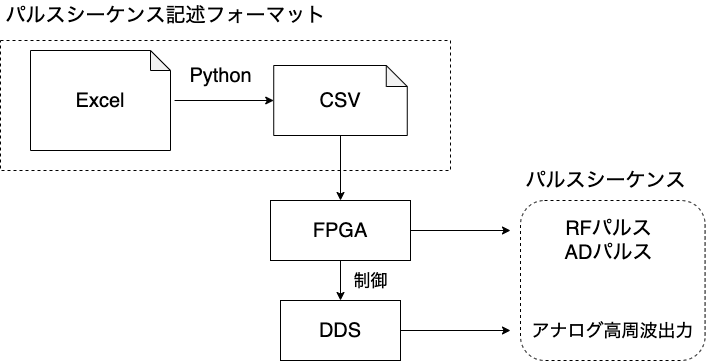 パルスシーケンス記述フォーマット
Python
Excel
CSV
パルスシーケンス
FPGA
RFパルス
ADパルス
制御
DDS
アナログ高周波出力